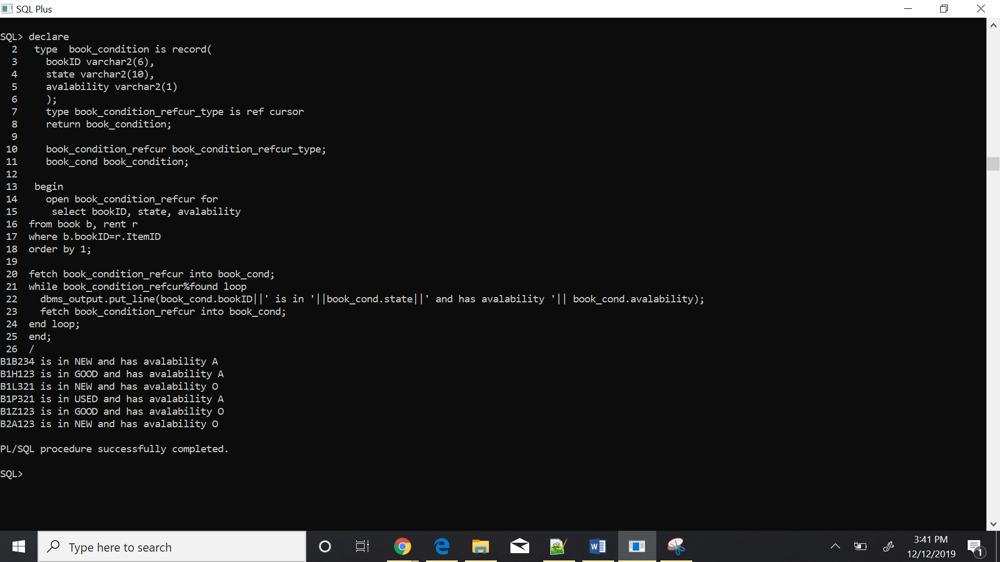 SQL Plus
SQL> declare
2 type  book_condition is record(
3 bookID varchar2(6),
4 state varchar2(10),
5 avalability varchar2(1)
6 );
7 type book_condition_refcur_type is ref cursor
8 return book_condition;
9
10 book_condition_refcur book_condition_refcur_type;
11 book_cond book_condition;
12
13 begin
14 open book_condition_refcur for
15 select bookID, state, avalability
16 from book b, rent r
17 where b.bookID=r.ItemID
18 order by 1;
19
20 fetch book_condition_refcur into book_cond;
21 while book_condition_refcur%found loop
22 dbms_output.put_line(book_cond.bookID||' is in '||book_cond.state||' and has avalability '|| book_cond.avalability);
23 fetch book_condition_refcur into book_cond;
24 end loop;
25 end;
26 /
B1B234 is in NEW and has avalability A
B1H123 is in GOOD and has avalability A
B1L321 is in NEW and has avalability O
B1P321 is in USED and has avalability A
B1Z123 is in GOOD and has avalability O
B2A123 is in NEW and has avalability O
PL/SQL procedure successfully completed.
SQL>
Type here to search
3:41 PM
12/12/2019
1